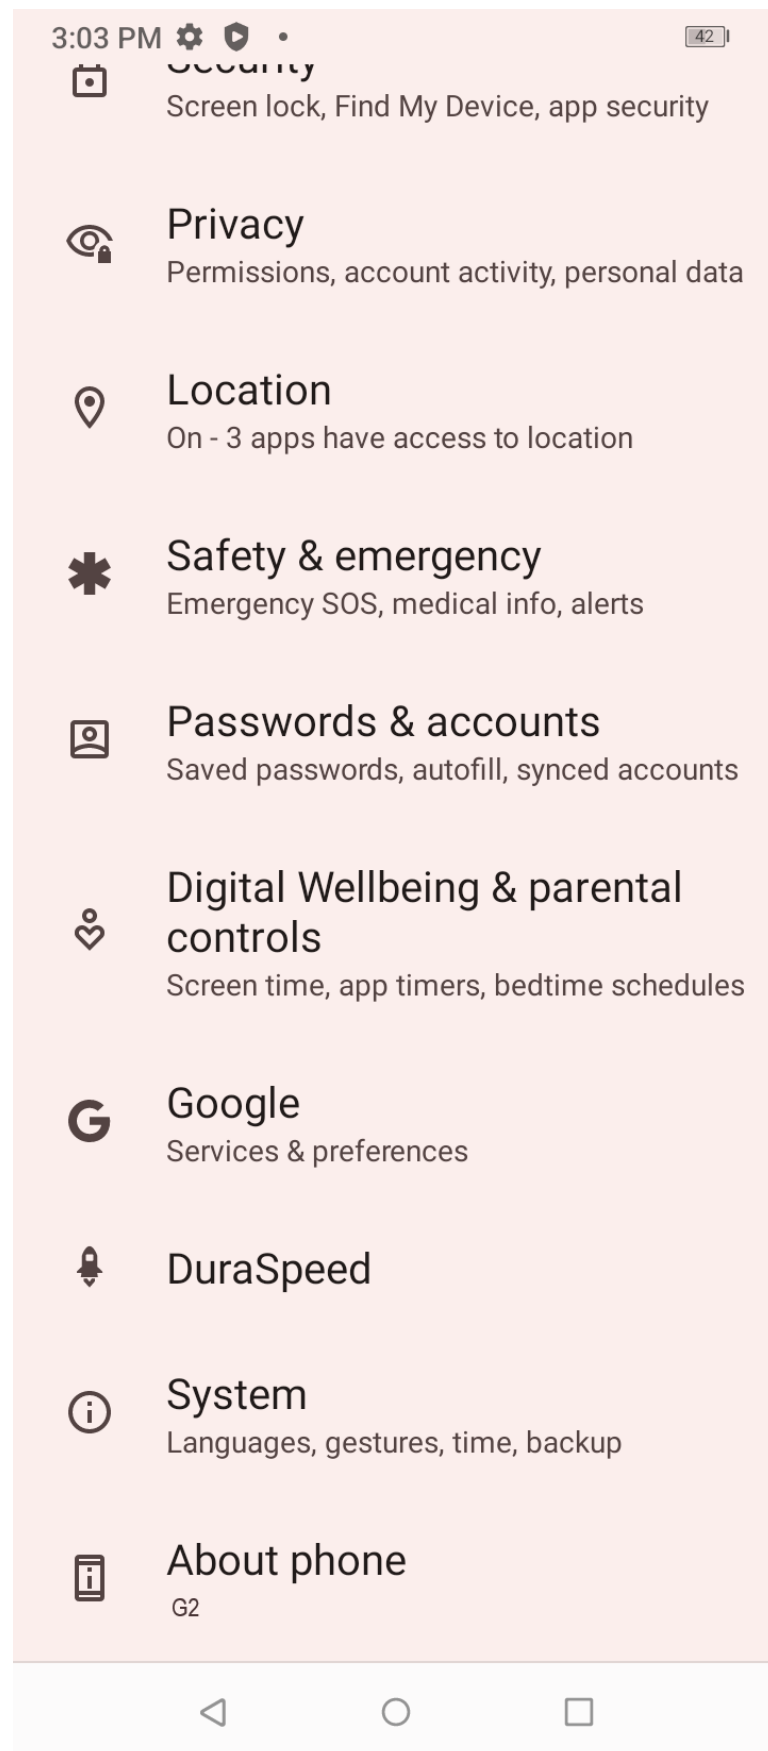 3:03 PM
42
Security
Screen lock, Find My Device, app security
Privacy
Permissions, account activity, personal data
Location
On - 3 apps have access to location
Safety & emergency
Emergency SOS, medical info, alerts
Passwords & accounts
Saved passwords, autofill, synced accounts
Digital Wellbeing & parental
controls
Screen time, app timers, bedtime schedules
Google
Services & preferences
DuraSpeed
System
Languages, gestures, time, backup
About phone
G2